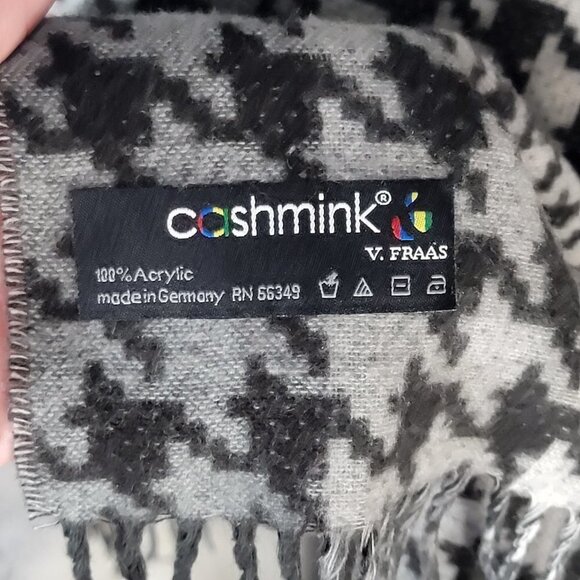 cashmink®
V. FRAAS
100% Acrylic
made in Germany RN 66349